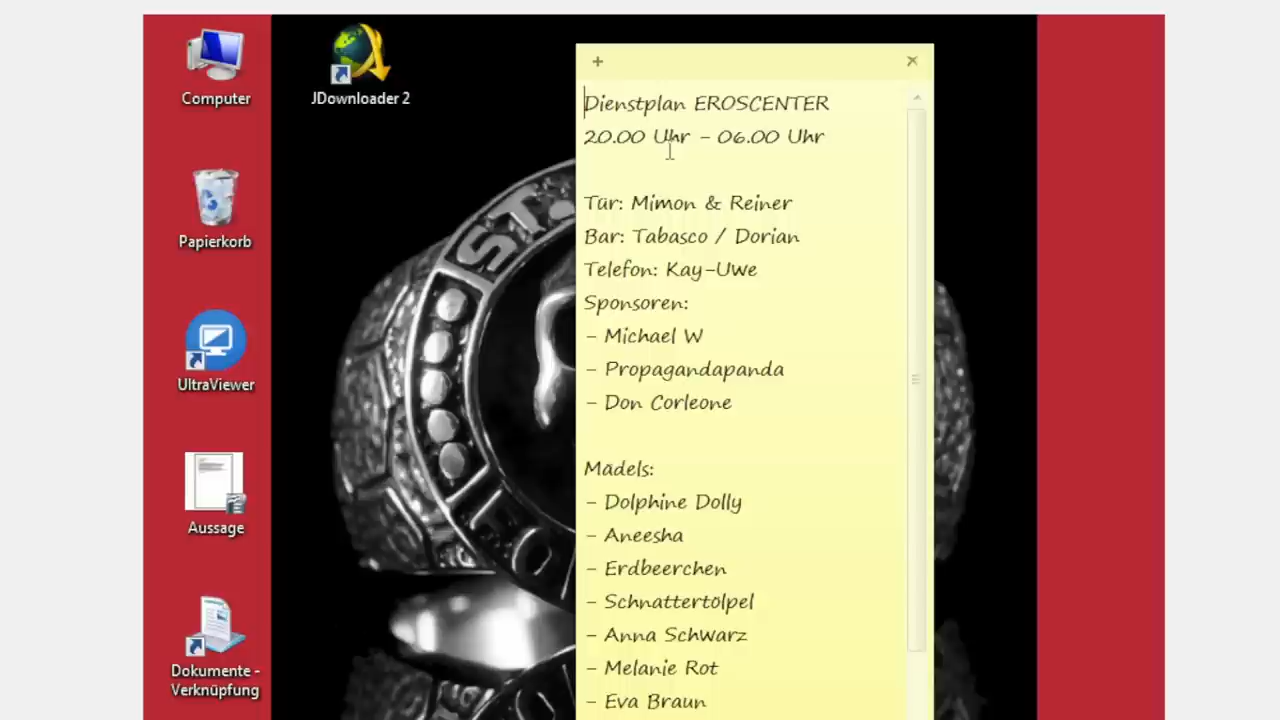 Computer
JDownloader 2
Papierkorb
UltraViewer
Aussage
Dokumente -
Verknüpfung
ST.
+
Dienstplan EROSCENTER
20.00 Uhr - 06.00 Uhr
Tür: Mimon & Reiner
Bar: Tabasco / Dorian
Telefon: Kay-Uwe
Sponsoren:
- Michael W
- Propagandapanda
- Don Corleone
Mädels:
- Dolphine Dolly
- Aneesha
- Erdbeerchen
- Schnattertölpel
- Anna Schwarz
- Melanie Rot
- Eva Braun